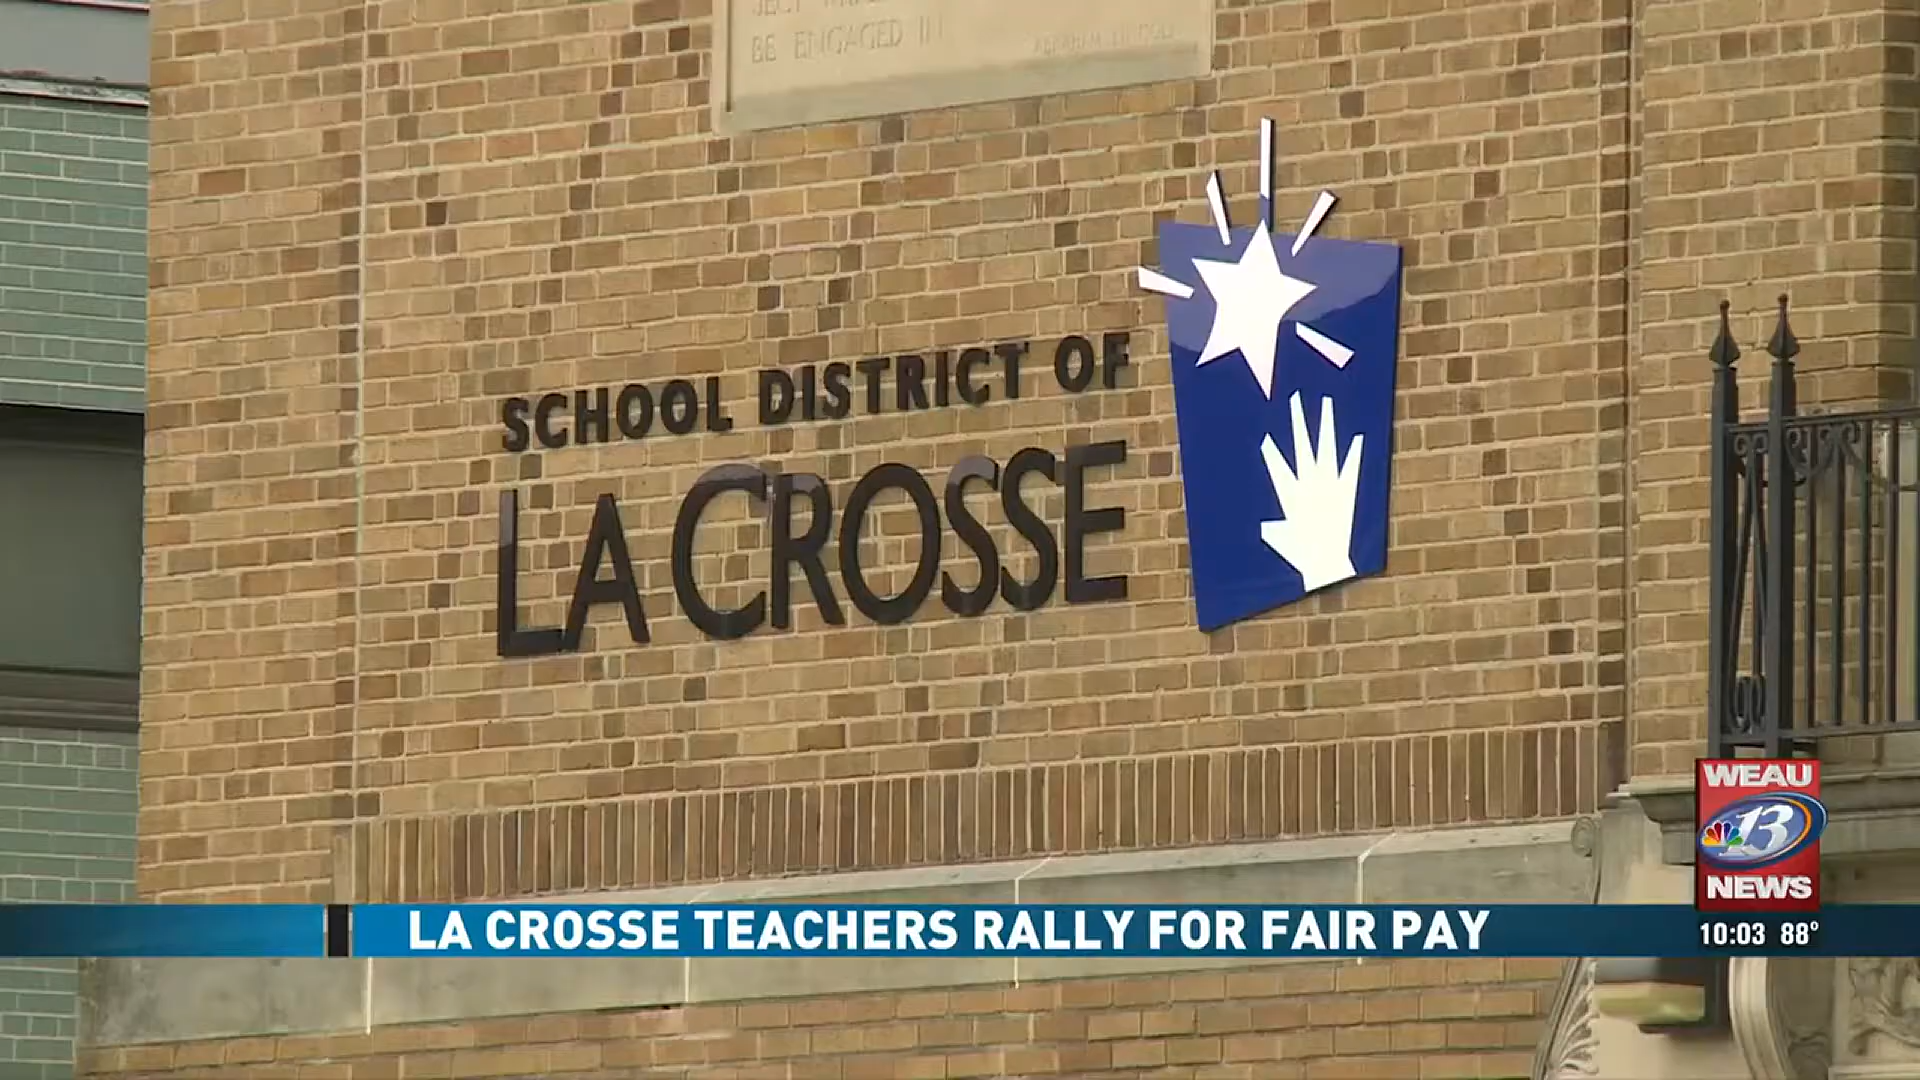 BE ENGAGED IN
SCHOOL DISTRICT OF
LA CROSSE
WEAU
13
NEWS
LA CROSSE TEACHERS RALLY FOR FAIR PAY
10:03 88°